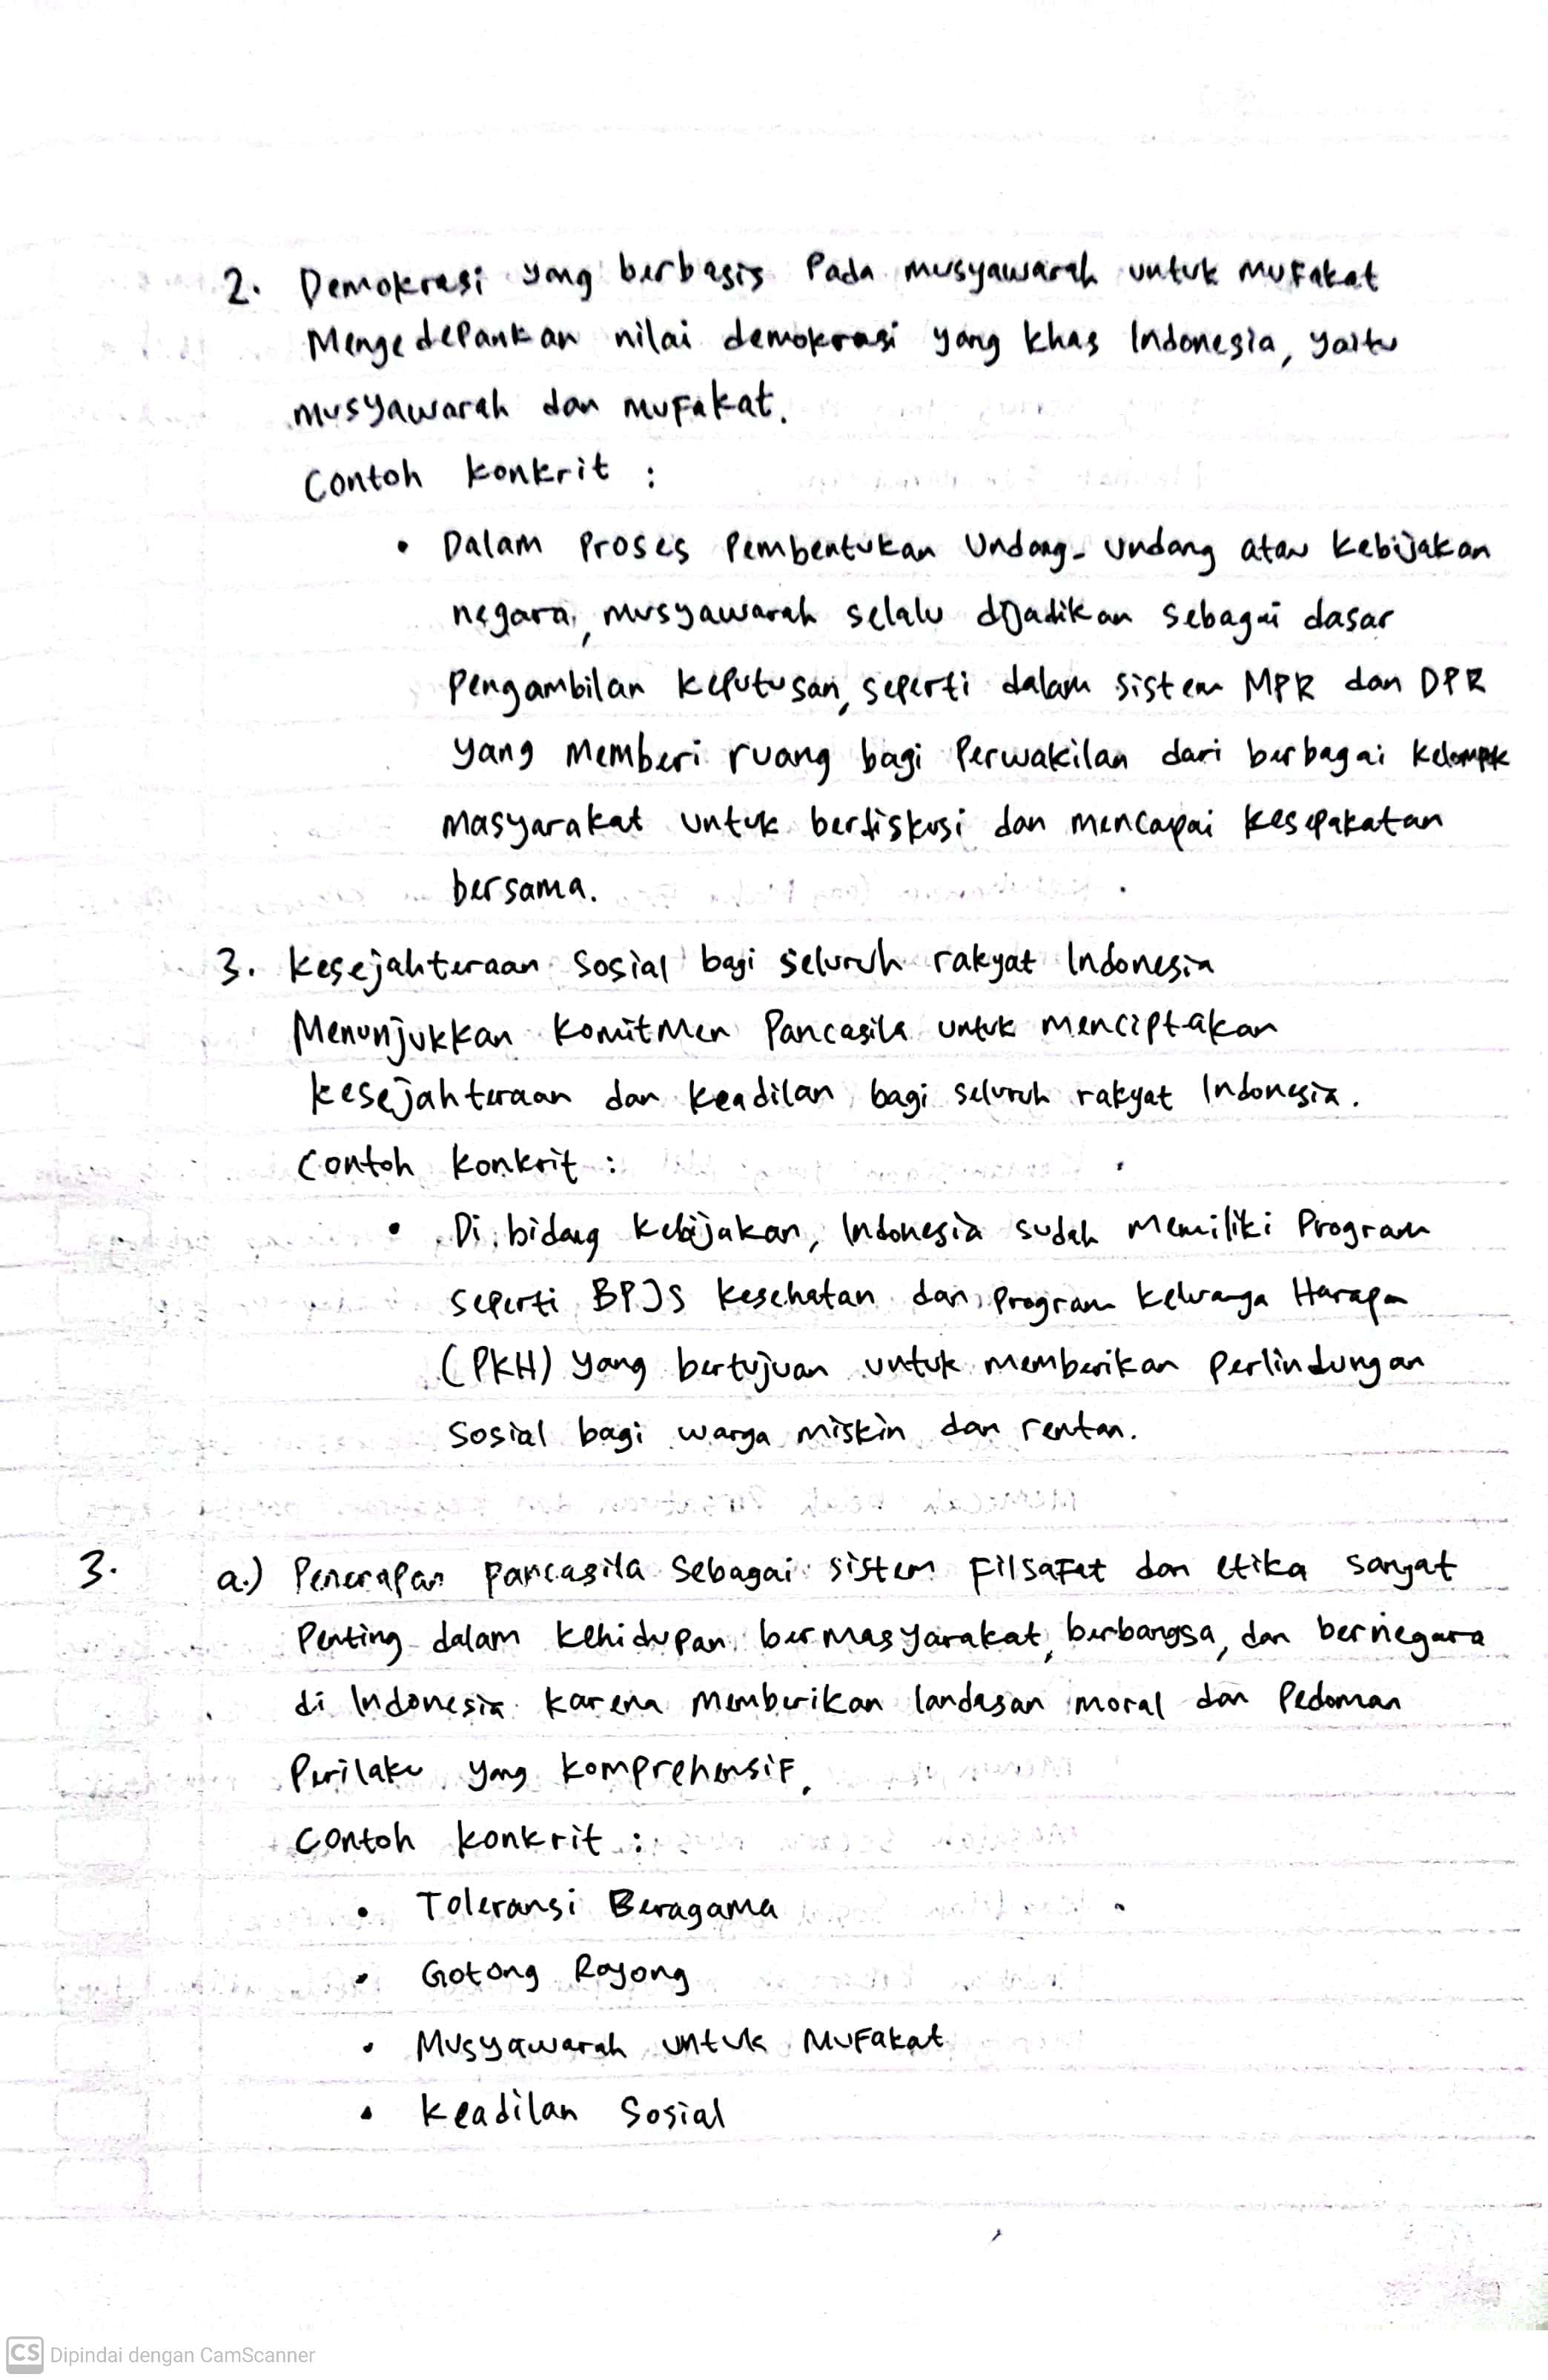 2. Demokrasi yang berbasis Pada musyawarah untuk mufakat
Mengedepankan nilai demokrasi yang khas Indonesia, yaitu
musyawarah dan mufakat.
Contoh konkrit :
• Dalam Proses Pembentukan Undang-undang atau kebijakan
negara, musyawarah selalu dijadikan sebagai dasar
Pengambilan keputusan, seperti dalam sistem MPR dan DPR
yang memberi ruang bagi Perwakilan dari berbagai kelompok
masyarakat untuk berdiskusi dan mencapai kesepakatan
bersama.
3. Kesejahteraan Sosial bagi seluruh rakyat Indonesia
Menunjukkan komitmen Pancasila untuk menciptakan
kesejahteraan dan keadilan bagi seluruh rakyat Indonesia.
Contoh konkrit :
• Di bidang kebijakan, Indonesia sudah memiliki Program
seperti BPJS kesehatan dan Program keluarga Harapan
(PKH) yang bertujuan untuk memberikan Perlindungan
Sosial bagi warga miskin dan rentan.
3. a.) Penerapan Pancasila Sebagai sistem Filsafat dan etika sangat
Penting dalam kehidupan bermasyarakat, berbangsa, dan bernegara
di Indonesia karena memberikan landasan moral dan Pedoman
Perilaku yang komprehensif.
Contoh konkrit :
• Toleransi Beragama
• Gotong Royong
• Musyawarah untuk Mufakat
• Keadilan Sosial
CS Dipindai dengan CamScanner